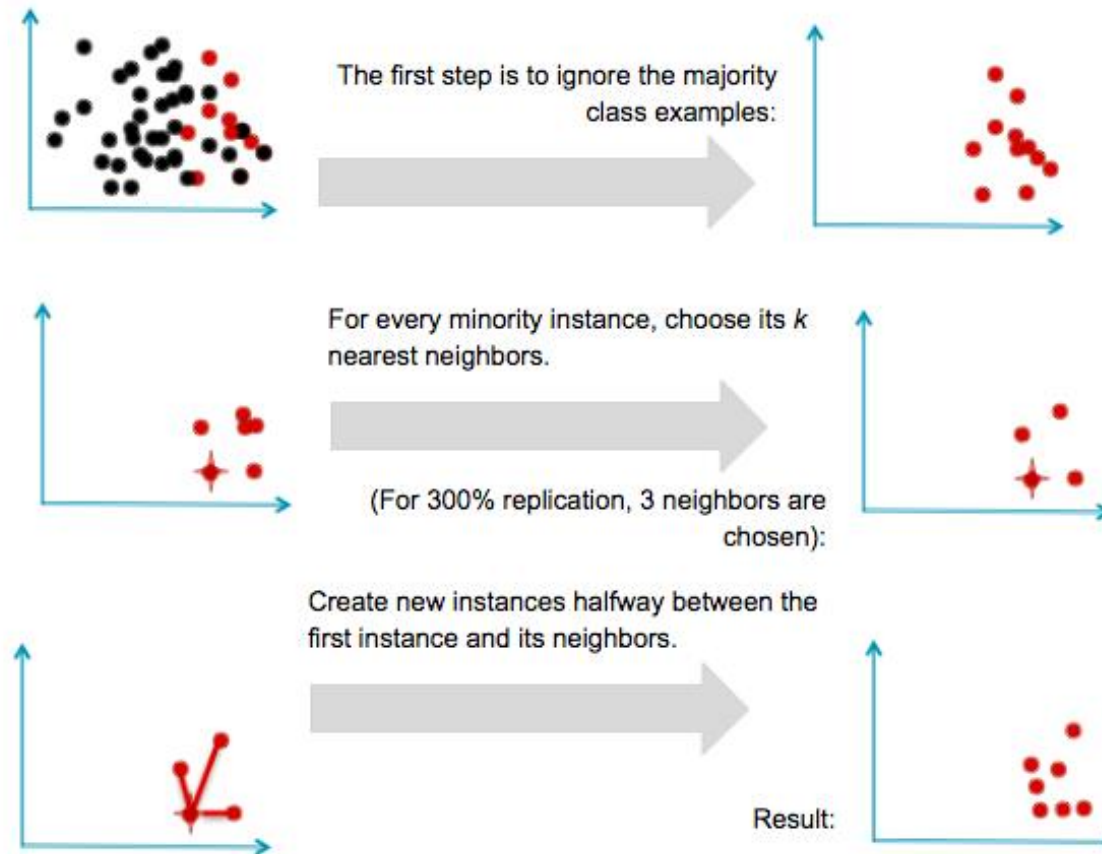 The first step is to ignore the majority
class examples:
For every minority instance, choose its k
nearest neighbors.
(For 300% replication, 3 neighbors are
chosen):
Create new instances halfway between the
first instance and its neighbors.
Result: